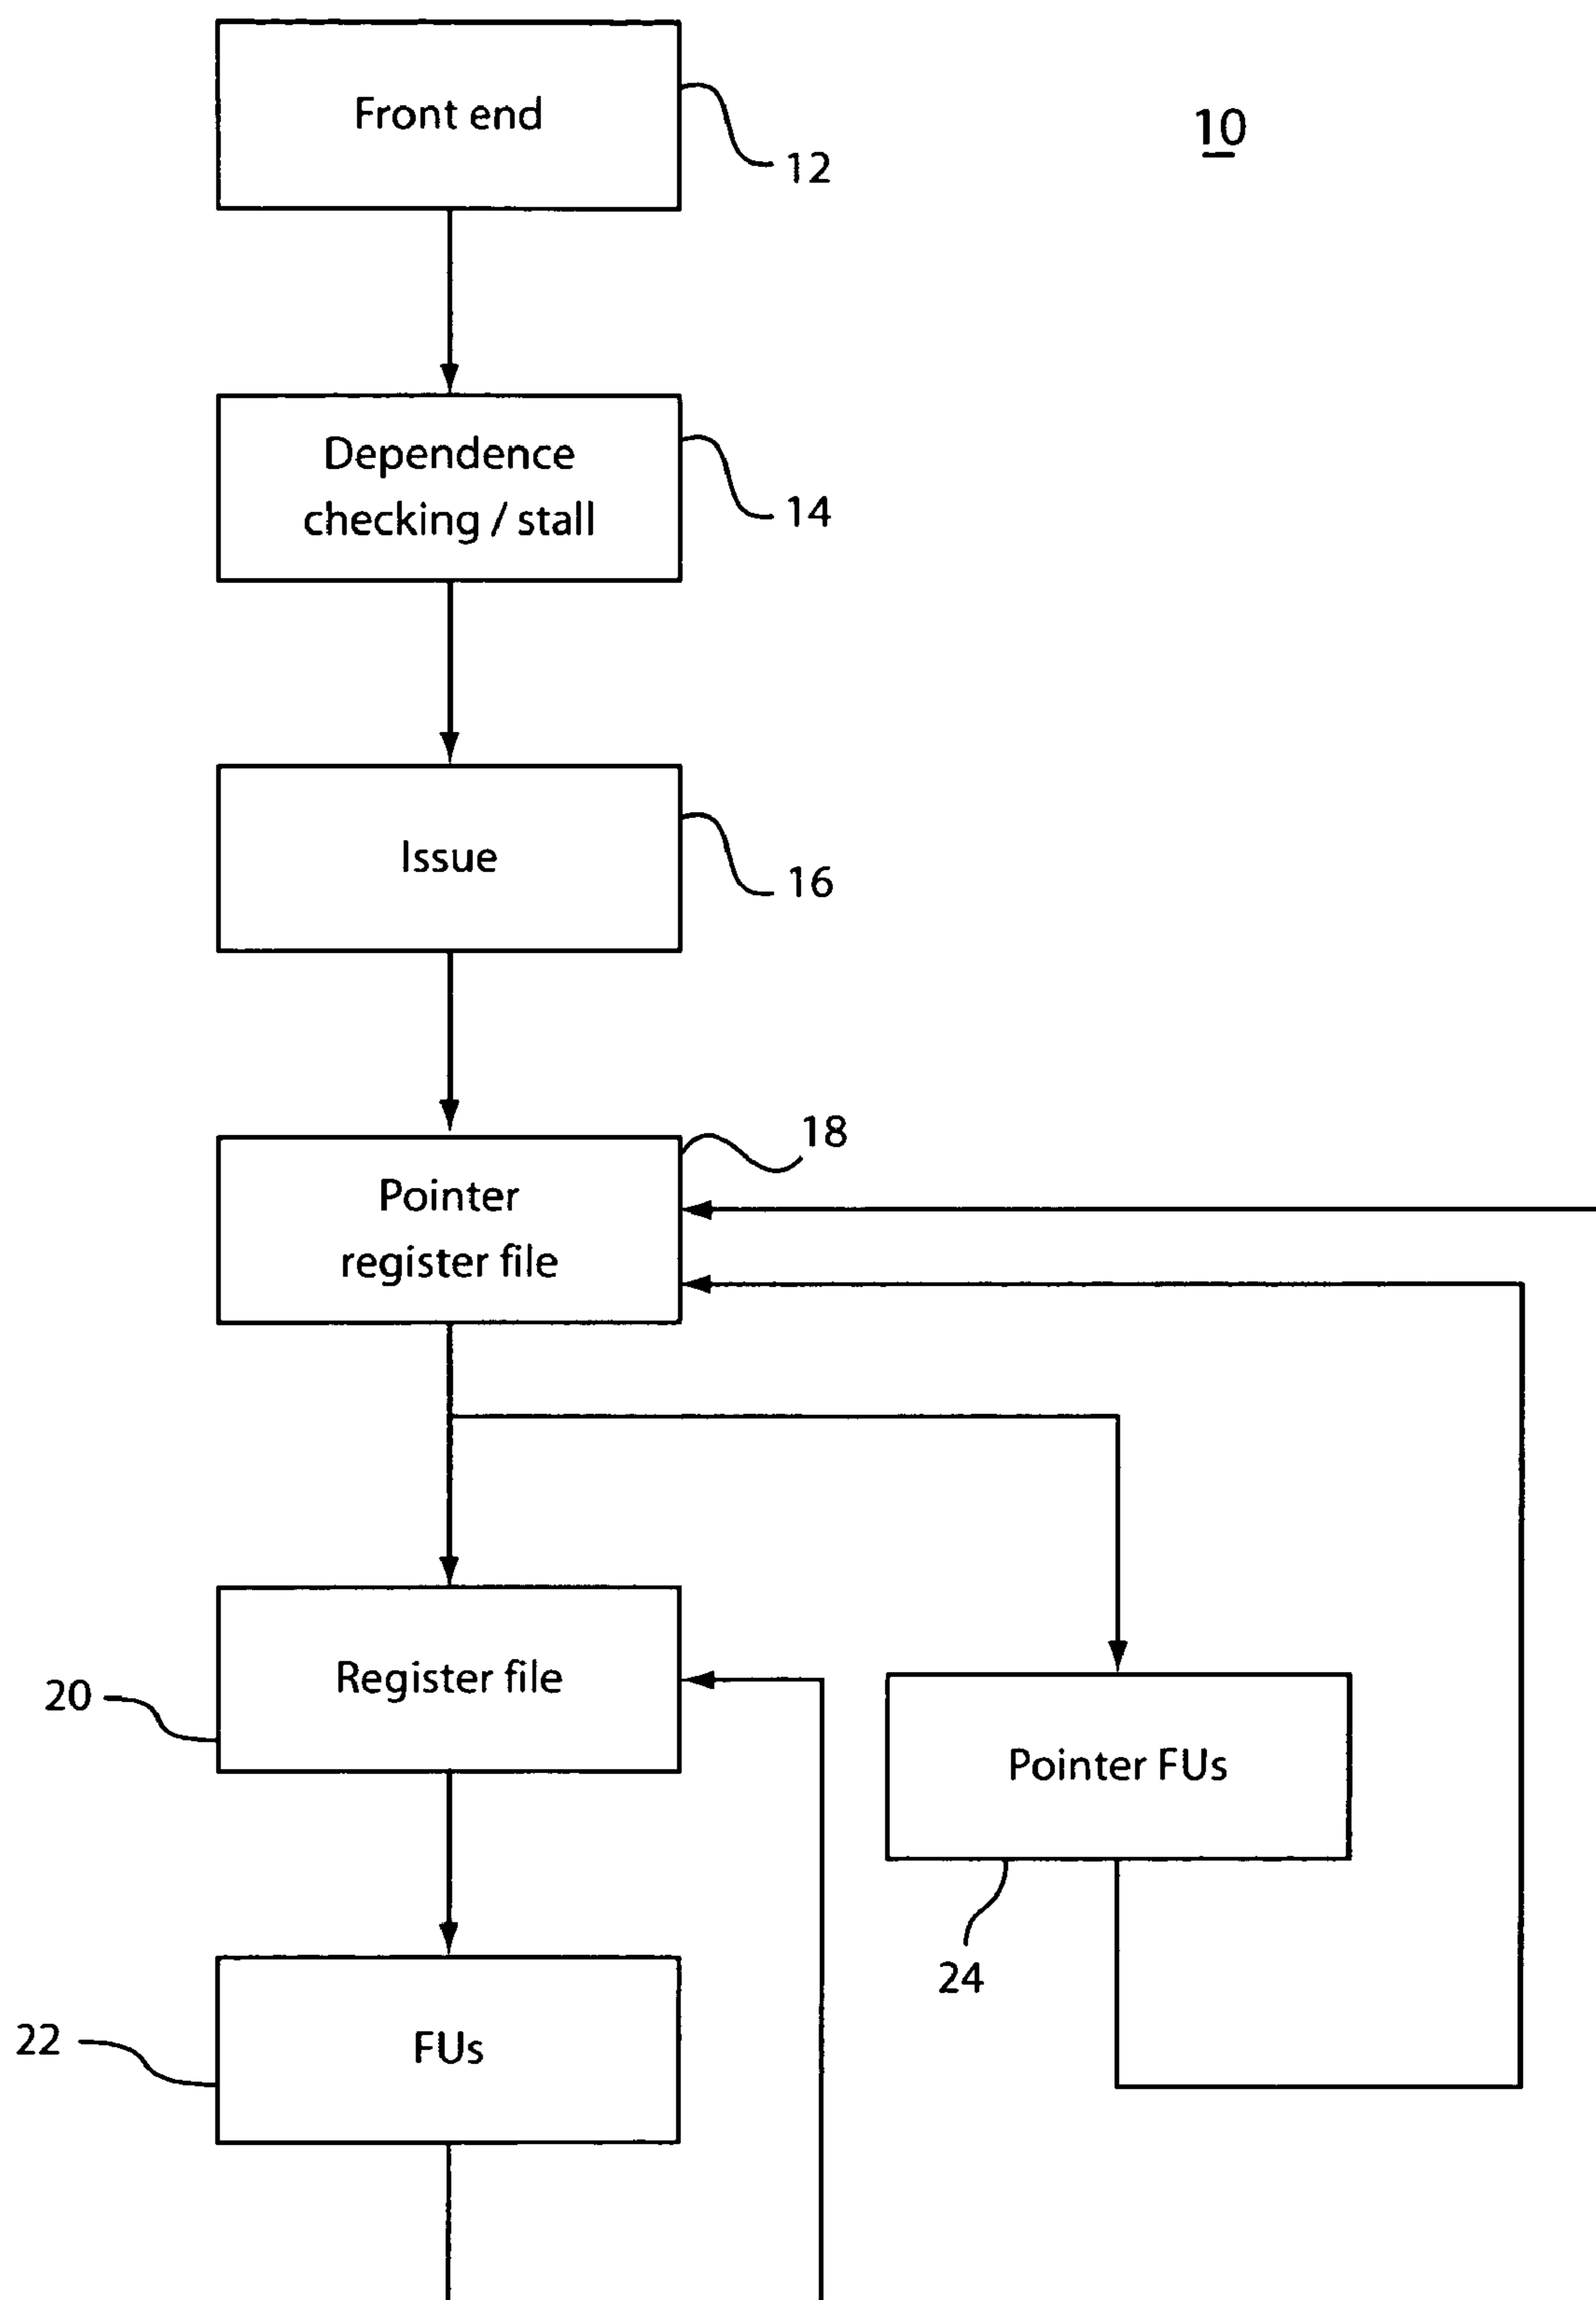 Front end
12
10
Dependence
checking / stall
14
Issue
16
18
Pointer
register file
Register file
20
Pointer FUs
24
FUs
22